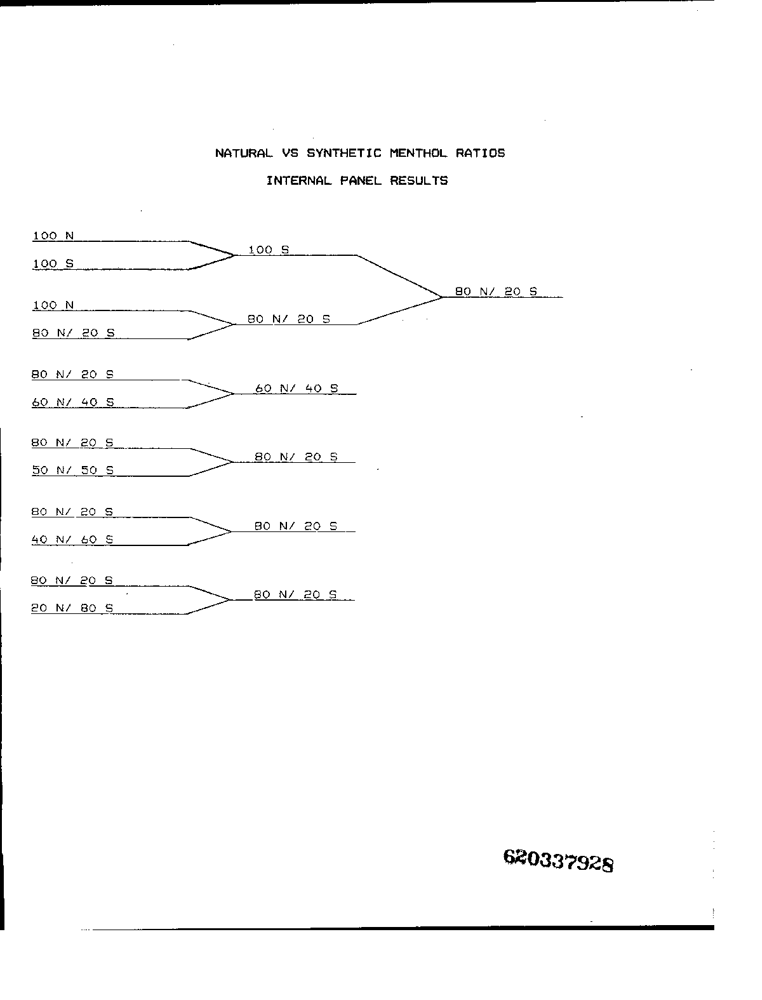 NATURAL VS SYNTHETIC MENTHOL RATIOS
INTERNAL PANEL RESULTS
100 N
100 S
100 S
80 N/ 20 S
100 N
80 N/ 20 S
80 N/ 20 S
80 N/ 20 S
60 N/ 40 S
60 N/ 40 S
80 N/ 20 S
80 N/ 20 S
50 N/ 50 S
80 N/ 20 S
80 N/ 20 S
40 N/ 60 S
80 N/ 20 S
80 N/ 20 S
20 N/ 80 S
620337928